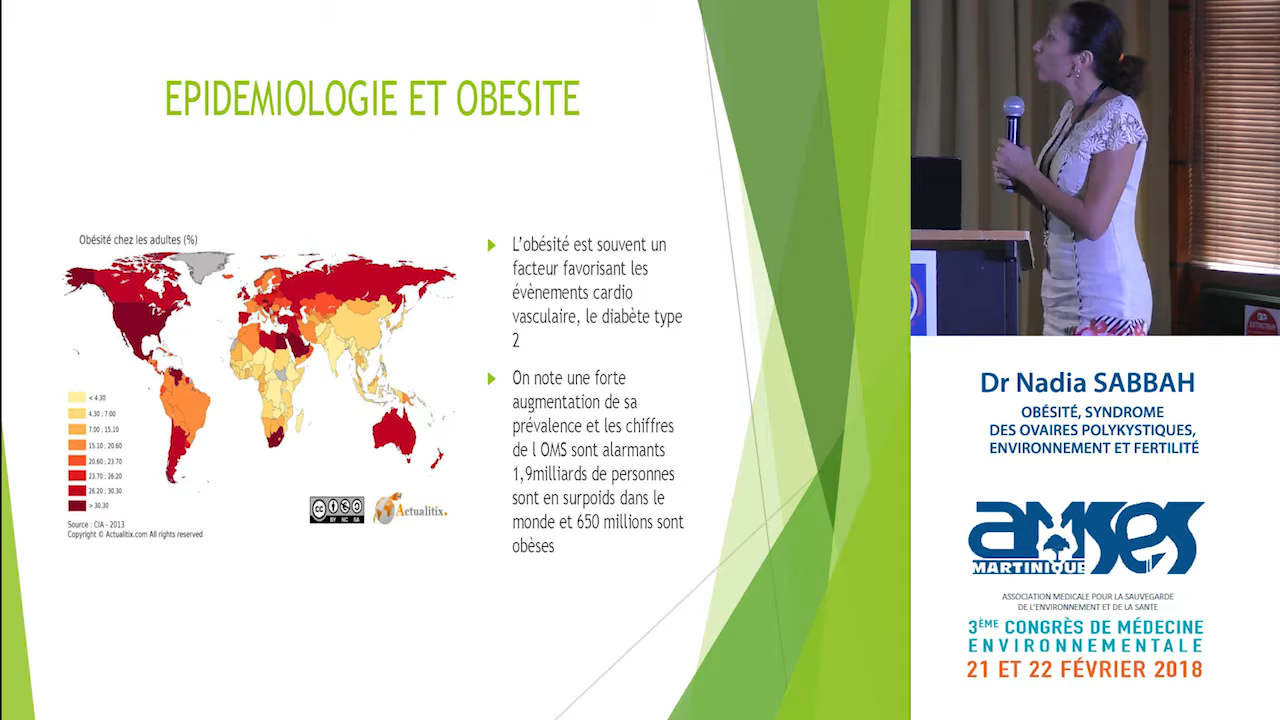 EPIDEMIOLOGIE ET OBESITE
Obésité chez les adultes (%)
< 4.30
4.30 ; 7.00
7.00 ; 15.10
15.10 ; 20.60
20.60 ; 23.70
23.70 ; 26.20
26.20 ; 30.30
> 30.30
Source : CIA - 2013
Copyright © Actualitix.com All rights reserved
CC BY NC SA
Actualitix.
L'obésité est souvent un
facteur favorisant les
évènements cardio
vasculaire, le diabète type
2
On note une forte
augmentation de sa
prévalence et les chiffres
de l OMS sont alarmants
1,9milliards de personnes
sont en surpoids dans le
monde et 650 millions sont
obèses
EXTINCTEUR
Dr Nadia SABBAH
OBÉSITÉ, SYNDROME
DES OVAIRES POLYKYSTIQUES,
ENVIRONNEMENT ET FERTILITÉ
AMSES
MARTINIQUE
ASSOCIATION MEDICALE POUR LA SAUVEGARDE
DE L'ENVIRONNEMENT ET DE LA SANTE
3ÈME CONGRÈS DE MÉDECINE
ENVIRONNEMENTALE
21 ET 22 FÉVRIER 2018